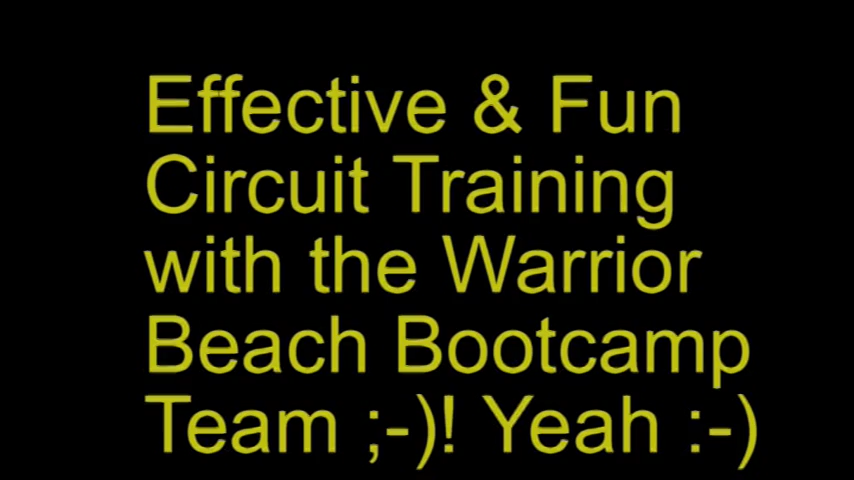 Effective & Fun
Circuit Training
with the Warrior
Beach Bootcamp
Team ;-)! Yeah :-)